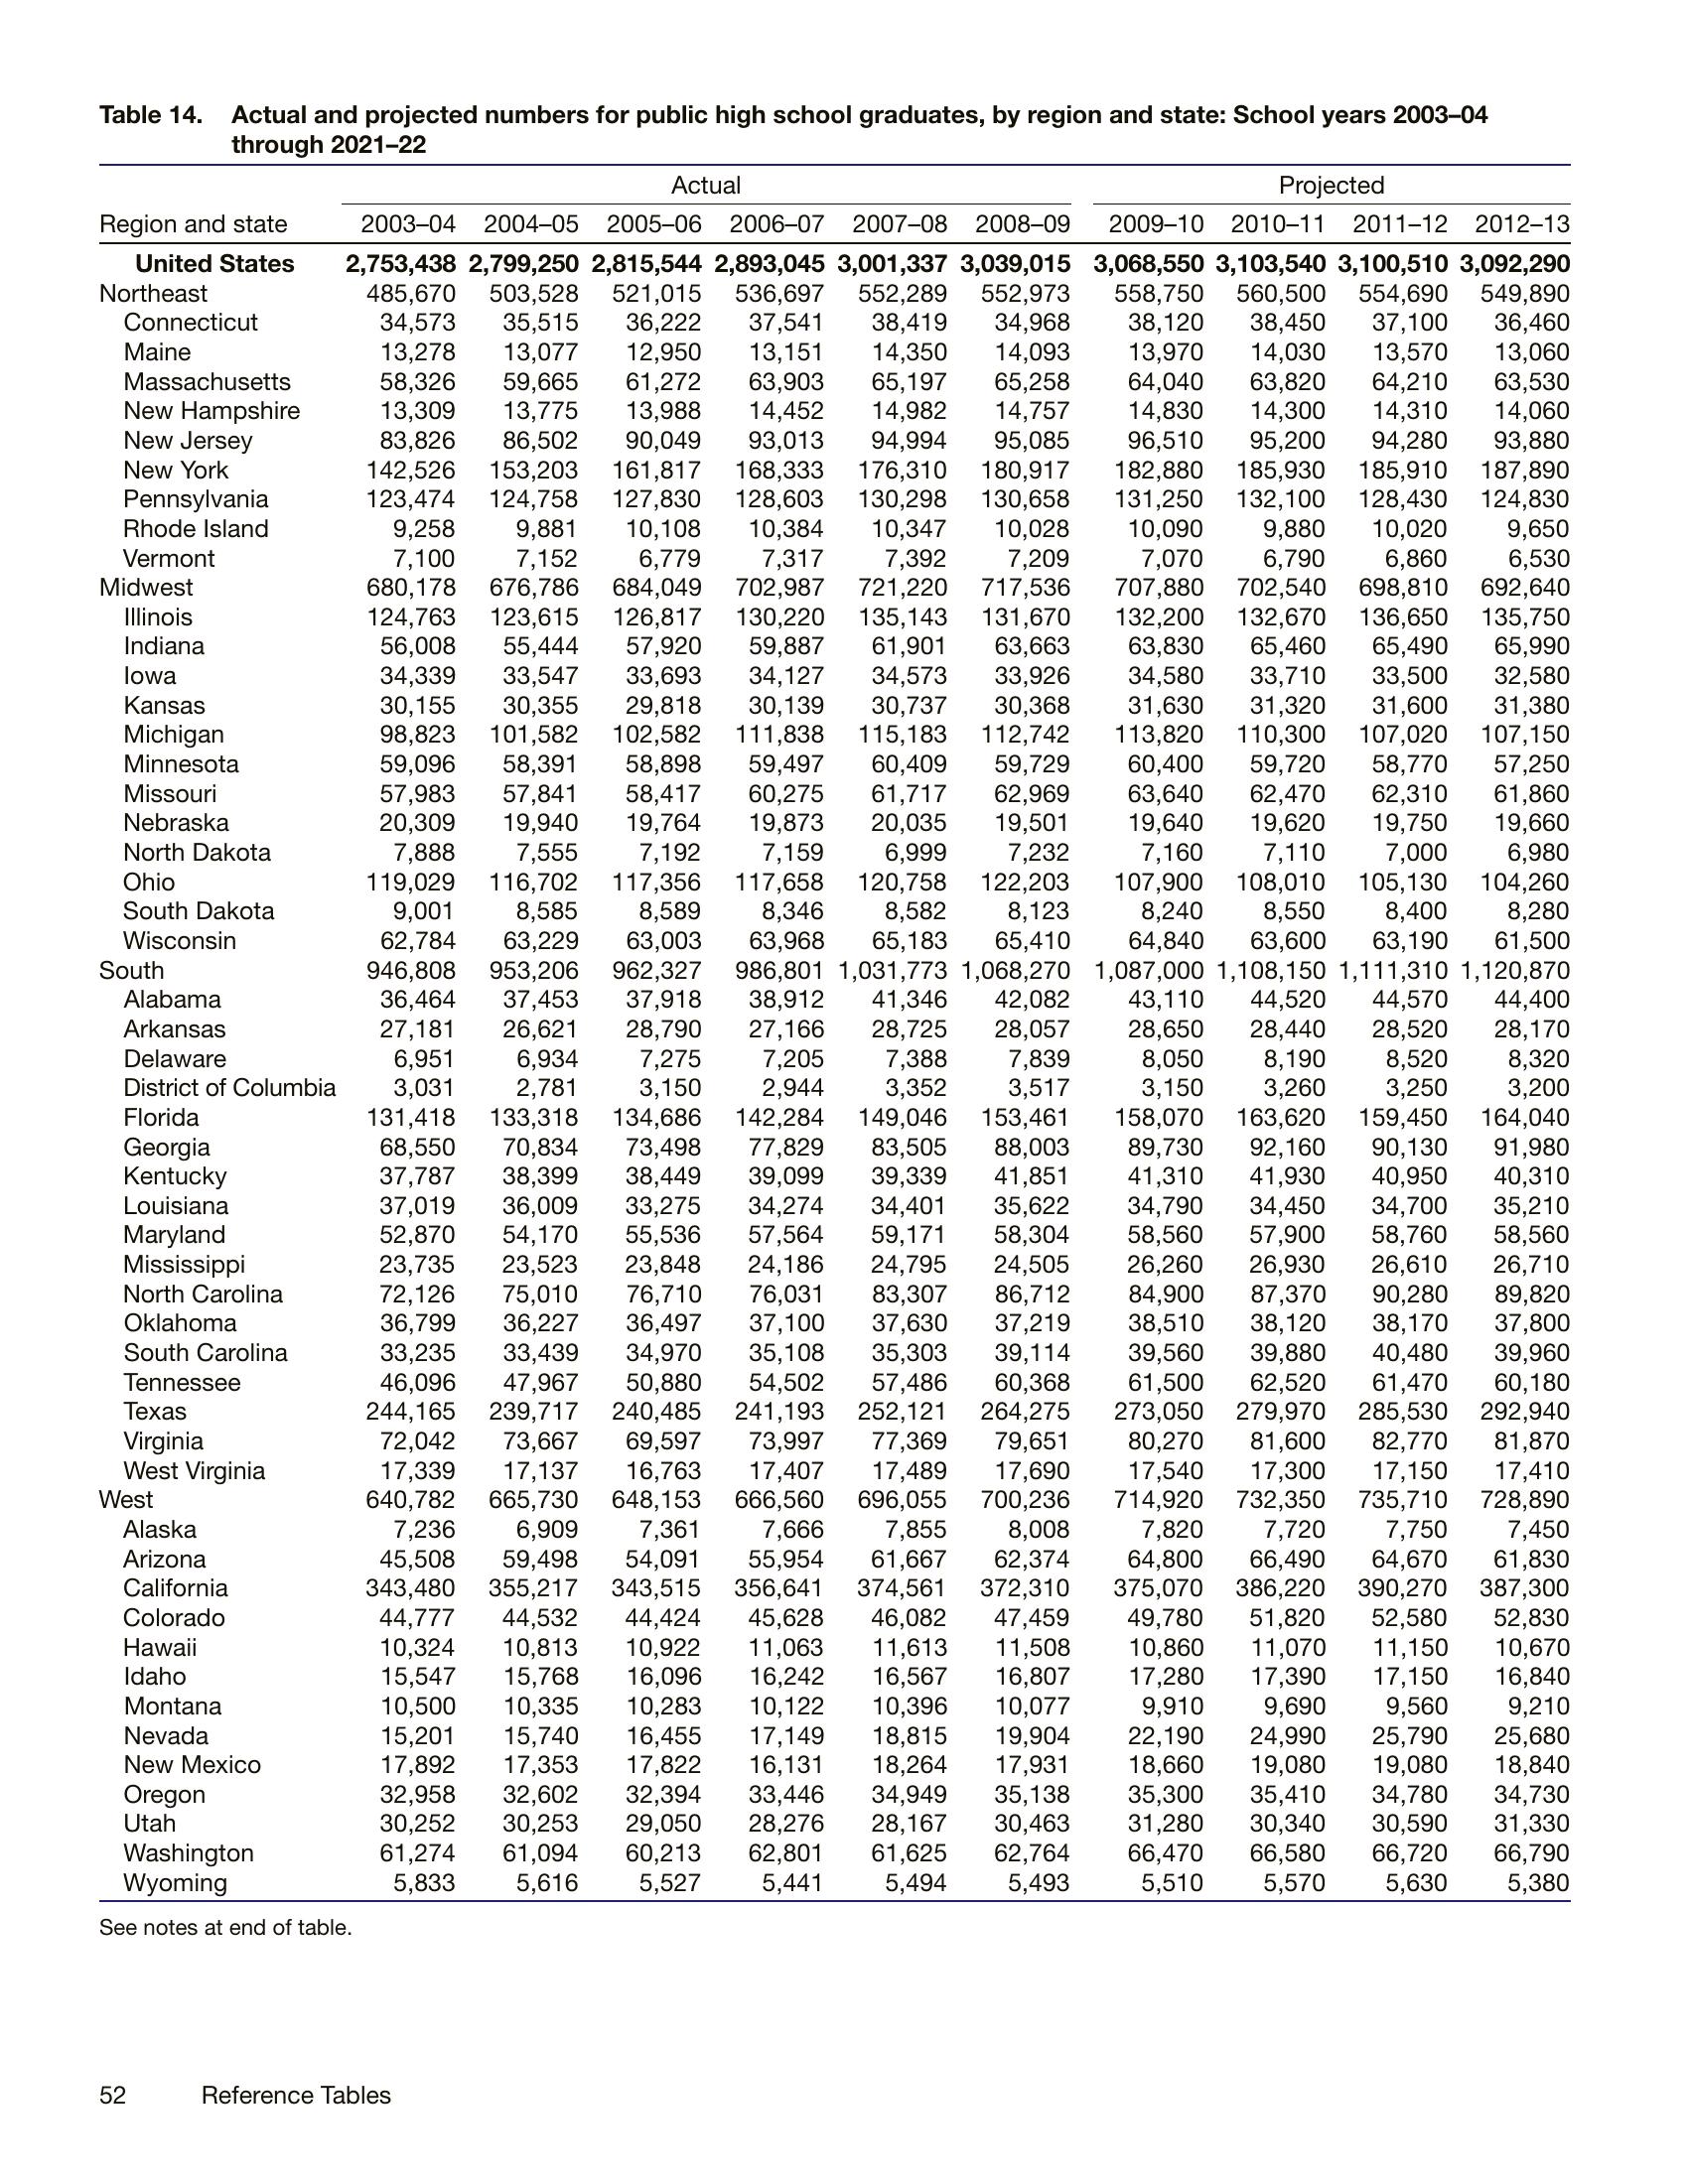 Table 14. Actual and projected numbers for public high school graduates, by region and state: School years 2003–04
through 2021–22
Actual Projected
Region and state 2003–04 2004–05 2005–06 2006–07 2007–08 2008–09 2009–10 2010–11 2011–12 2012–13
United States 2,753,438 2,799,250 2,815,544 2,893,045 3,001,337 3,039,015 3,068,550 3,103,540 3,100,510 3,092,290
Northeast 485,670 503,528 521,015 536,697 552,289 552,973 558,750 560,500 554,690 549,890
Connecticut 34,573 35,515 36,222 37,541 38,419 34,968 38,120 38,450 37,100 36,460
Maine 13,278 13,077 12,950 13,151 14,350 14,093 13,970 14,030 13,570 13,060
Massachusetts 58,326 59,665 61,272 63,903 65,197 65,258 64,040 63,820 64,210 63,530
New Hampshire 13,309 13,775 13,988 14,452 14,982 14,757 14,830 14,300 14,310 14,060
New Jersey 83,826 86,502 90,049 93,013 94,994 95,085 96,510 95,200 94,280 93,880
New York 142,526 153,203 161,817 168,333 176,310 180,917 182,880 185,930 185,910 187,890
Pennsylvania 123,474 124,758 127,830 128,603 130,298 130,658 131,250 132,100 128,430 124,830
Rhode Island 9,258 9,881 10,108 10,384 10,347 10,028 10,090 9,880 10,020 9,650
Vermont 7,100 7,152 6,779 7,317 7,392 7,209 7,070 6,790 6,860 6,530
Midwest 680,178 676,786 684,049 702,987 721,220 717,536 707,880 702,540 698,810 692,640
Illinois 124,763 123,615 126,817 130,220 135,143 131,670 132,200 132,670 136,650 135,750
Indiana 56,008 55,444 57,920 59,887 61,901 63,663 63,830 65,460 65,490 65,990
Iowa 34,339 33,547 33,693 34,127 34,573 33,926 34,580 33,710 33,500 32,580
Kansas 30,155 30,355 29,818 30,139 30,737 30,368 31,630 31,320 31,600 31,380
Michigan 98,823 101,582 102,582 111,838 115,183 112,742 113,820 110,300 107,020 107,150
Minnesota 59,096 58,391 58,898 59,497 60,409 59,729 60,400 59,720 58,770 57,250
Missouri 57,983 57,841 58,417 60,275 61,717 62,969 63,640 62,470 62,310 61,860
Nebraska 20,309 19,940 19,764 19,873 20,035 19,501 19,640 19,620 19,750 19,660
North Dakota 7,888 7,555 7,192 7,159 6,999 7,232 7,160 7,110 7,000 6,980
Ohio 119,029 116,702 117,356 117,658 120,758 122,203 107,900 108,010 105,130 104,260
South Dakota 9,001 8,585 8,589 8,346 8,582 8,123 8,240 8,550 8,400 8,280
Wisconsin 62,784 63,229 63,003 63,968 65,183 65,410 64,840 63,600 63,190 61,500
South 946,808 953,206 962,327 986,801 1,031,773 1,068,270 1,087,000 1,108,150 1,111,310 1,120,870
Alabama 36,464 37,453 37,918 38,912 41,346 42,082 43,110 44,520 44,570 44,400
Arkansas 27,181 26,621 28,790 27,166 28,725 28,057 28,650 28,440 28,520 28,170
Delaware 6,951 6,934 7,275 7,205 7,388 7,839 8,050 8,190 8,520 8,320
District of Columbia 3,031 2,781 3,150 2,944 3,352 3,517 3,150 3,260 3,250 3,200
Florida 131,418 133,318 134,686 142,284 149,046 153,461 158,070 163,620 159,450 164,040
Georgia 68,550 70,834 73,498 77,829 83,505 88,003 89,730 92,160 90,130 91,980
Kentucky 37,787 38,399 38,449 39,099 39,339 41,851 41,310 41,930 40,950 40,310
Louisiana 37,019 36,009 33,275 34,274 34,401 35,622 34,790 34,450 34,700 35,210
Maryland 52,870 54,170 55,536 57,564 59,171 58,304 58,560 57,900 58,760 58,560
Mississippi 23,735 23,523 23,848 24,186 24,795 24,505 26,260 26,930 26,610 26,710
North Carolina 72,126 75,010 76,710 76,031 83,307 86,712 84,900 87,370 90,280 89,820
Oklahoma 36,799 36,227 36,497 37,100 37,630 37,219 38,510 38,120 38,170 37,800
South Carolina 33,235 33,439 34,970 35,108 35,303 39,114 39,560 39,880 40,480 39,960
Tennessee 46,096 47,967 50,880 54,502 57,486 60,368 61,500 62,520 61,470 60,180
Texas 244,165 239,717 240,485 241,193 252,121 264,275 273,050 279,970 285,530 292,940
Virginia 72,042 73,667 69,597 73,997 77,369 79,651 80,270 81,600 82,770 81,870
West Virginia 17,339 17,137 16,763 17,407 17,489 17,690 17,540 17,300 17,150 17,410
West 640,782 665,730 648,153 666,560 696,055 700,236 714,920 732,350 735,710 728,890
Alaska 7,236 6,909 7,361 7,666 7,855 8,008 7,820 7,720 7,750 7,450
Arizona 45,508 59,498 54,091 55,954 61,667 62,374 64,800 66,490 64,670 61,830
California 343,480 355,217 343,515 356,641 374,561 372,310 375,070 386,220 390,270 387,300
Colorado 44,777 44,532 44,424 45,628 46,082 47,459 49,780 51,820 52,580 52,830
Hawaii 10,324 10,813 10,922 11,063 11,613 11,508 10,860 11,070 11,150 10,670
Idaho 15,547 15,768 16,096 16,242 16,567 16,807 17,280 17,390 17,150 16,840
Montana 10,500 10,335 10,283 10,122 10,396 10,077 9,910 9,690 9,560 9,210
Nevada 15,201 15,740 16,455 17,149 18,815 19,904 22,190 24,990 25,790 25,680
New Mexico 17,892 17,353 17,822 16,131 18,264 17,931 18,660 19,080 19,080 18,840
Oregon 32,958 32,602 32,394 33,446 34,949 35,138 35,300 35,410 34,780 34,730
Utah 30,252 30,253 29,050 28,276 28,167 30,463 31,280 30,340 30,590 31,330
Washington 61,274 61,094 60,213 62,801 61,625 62,764 66,470 66,580 66,720 66,790
Wyoming 5,833 5,616 5,527 5,441 5,494 5,493 5,510 5,570 5,630 5,380
See notes at end of table.
52 Reference Tables